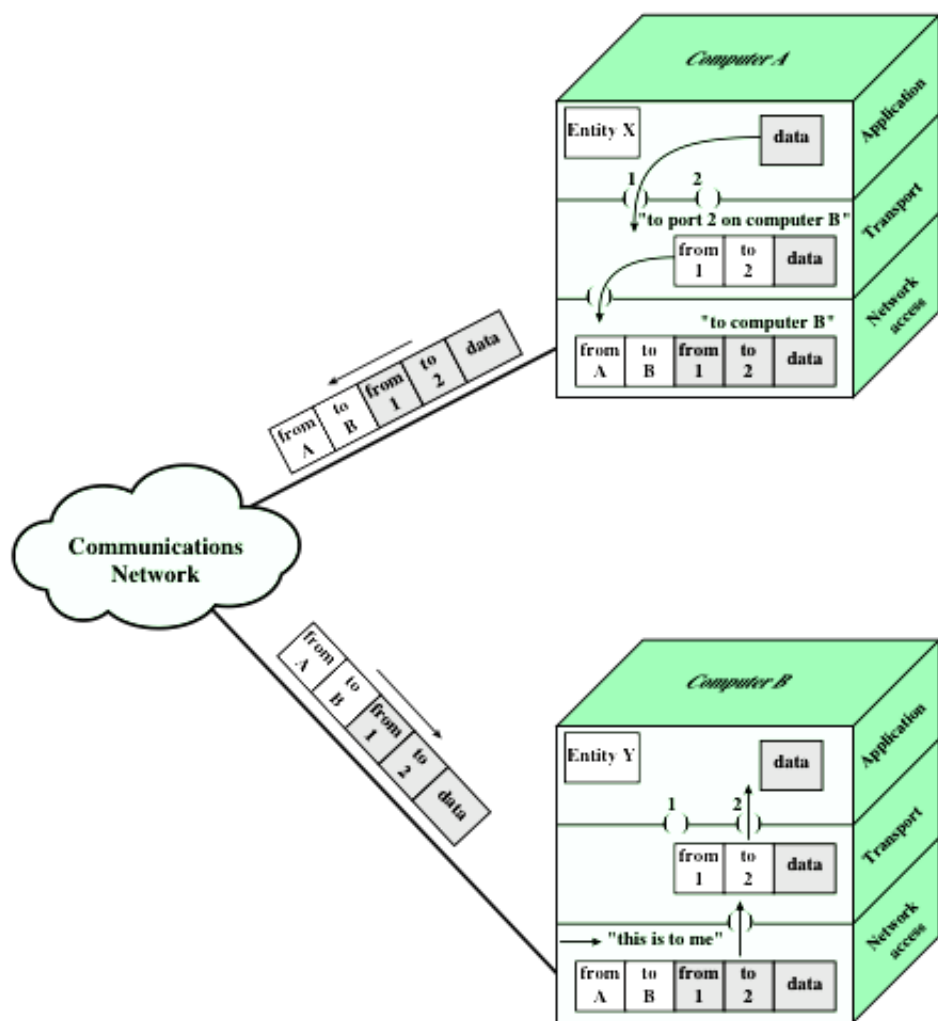 Computer A
Entity X
data
Application
1 2
"to port 2 on computer B"
from 1
to 2
data
Transport
"to computer B"
from A
to B
from 1
to 2
data
Network access
from A
to B
from 1
to 2
data
Communications
Network
from A
to B
from 1
to 2
data
Computer B
Entity Y
data
Application
1 2
from 1
to 2
data
Transport
"this is to me"
from A
to B
from 1
to 2
data
Network access